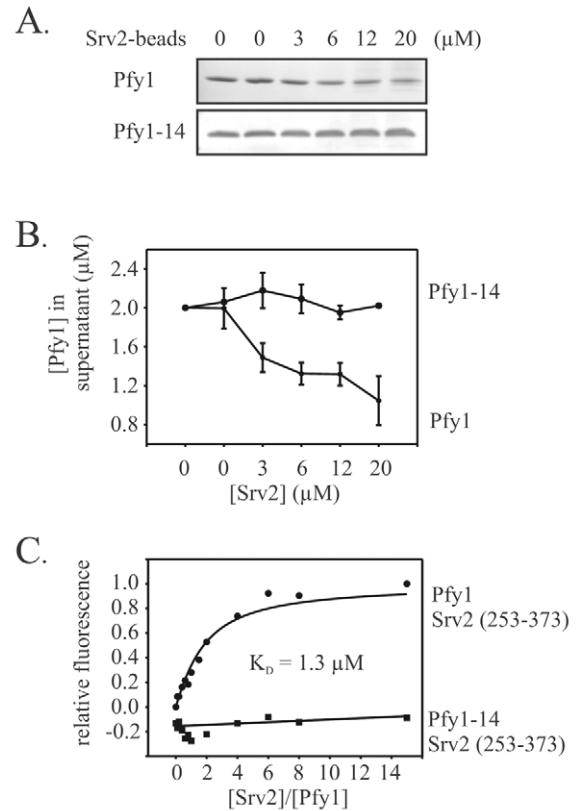 A.
Srv2-beads 0 0 3 6 12 20 (µM)
Pfy1
Pfy1-14
B.
[Pfy1] in
supernatant (µM)
2.4
2.0
1.6
1.2
0.8
Pfy1-14
Pfy1
0 0 3 6 12 20
[Srv2] (µM)
C.
relative fluorescence
1.0
0.8
0.6
0.4
0.2
0.0
-0.2
K_D = 1.3 µM
Pfy1
Srv2 (253-373)
Pfy1-14
Srv2 (253-373)
0 2 4 6 8 10 12 14
[Srv2]/[Pfy1]